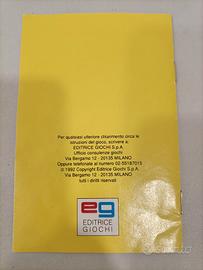 Per qualsiasi ulteriore chiarimento circa le
istruzioni del gioco, scrivere a:
EDITRICE GIOCHI S.p.A.
Ufficio consulenze giochi
Via Bergamo 12 - 20135 MILANO
Oppure telefonate al numero 02-55187015
© 1992 Copyright Editrice Giochi S.p.A.
Via Bergamo 12 - 20135 MILANO
tutti i diritti riservati
eg
EDITRICE
GIOCHI
subito